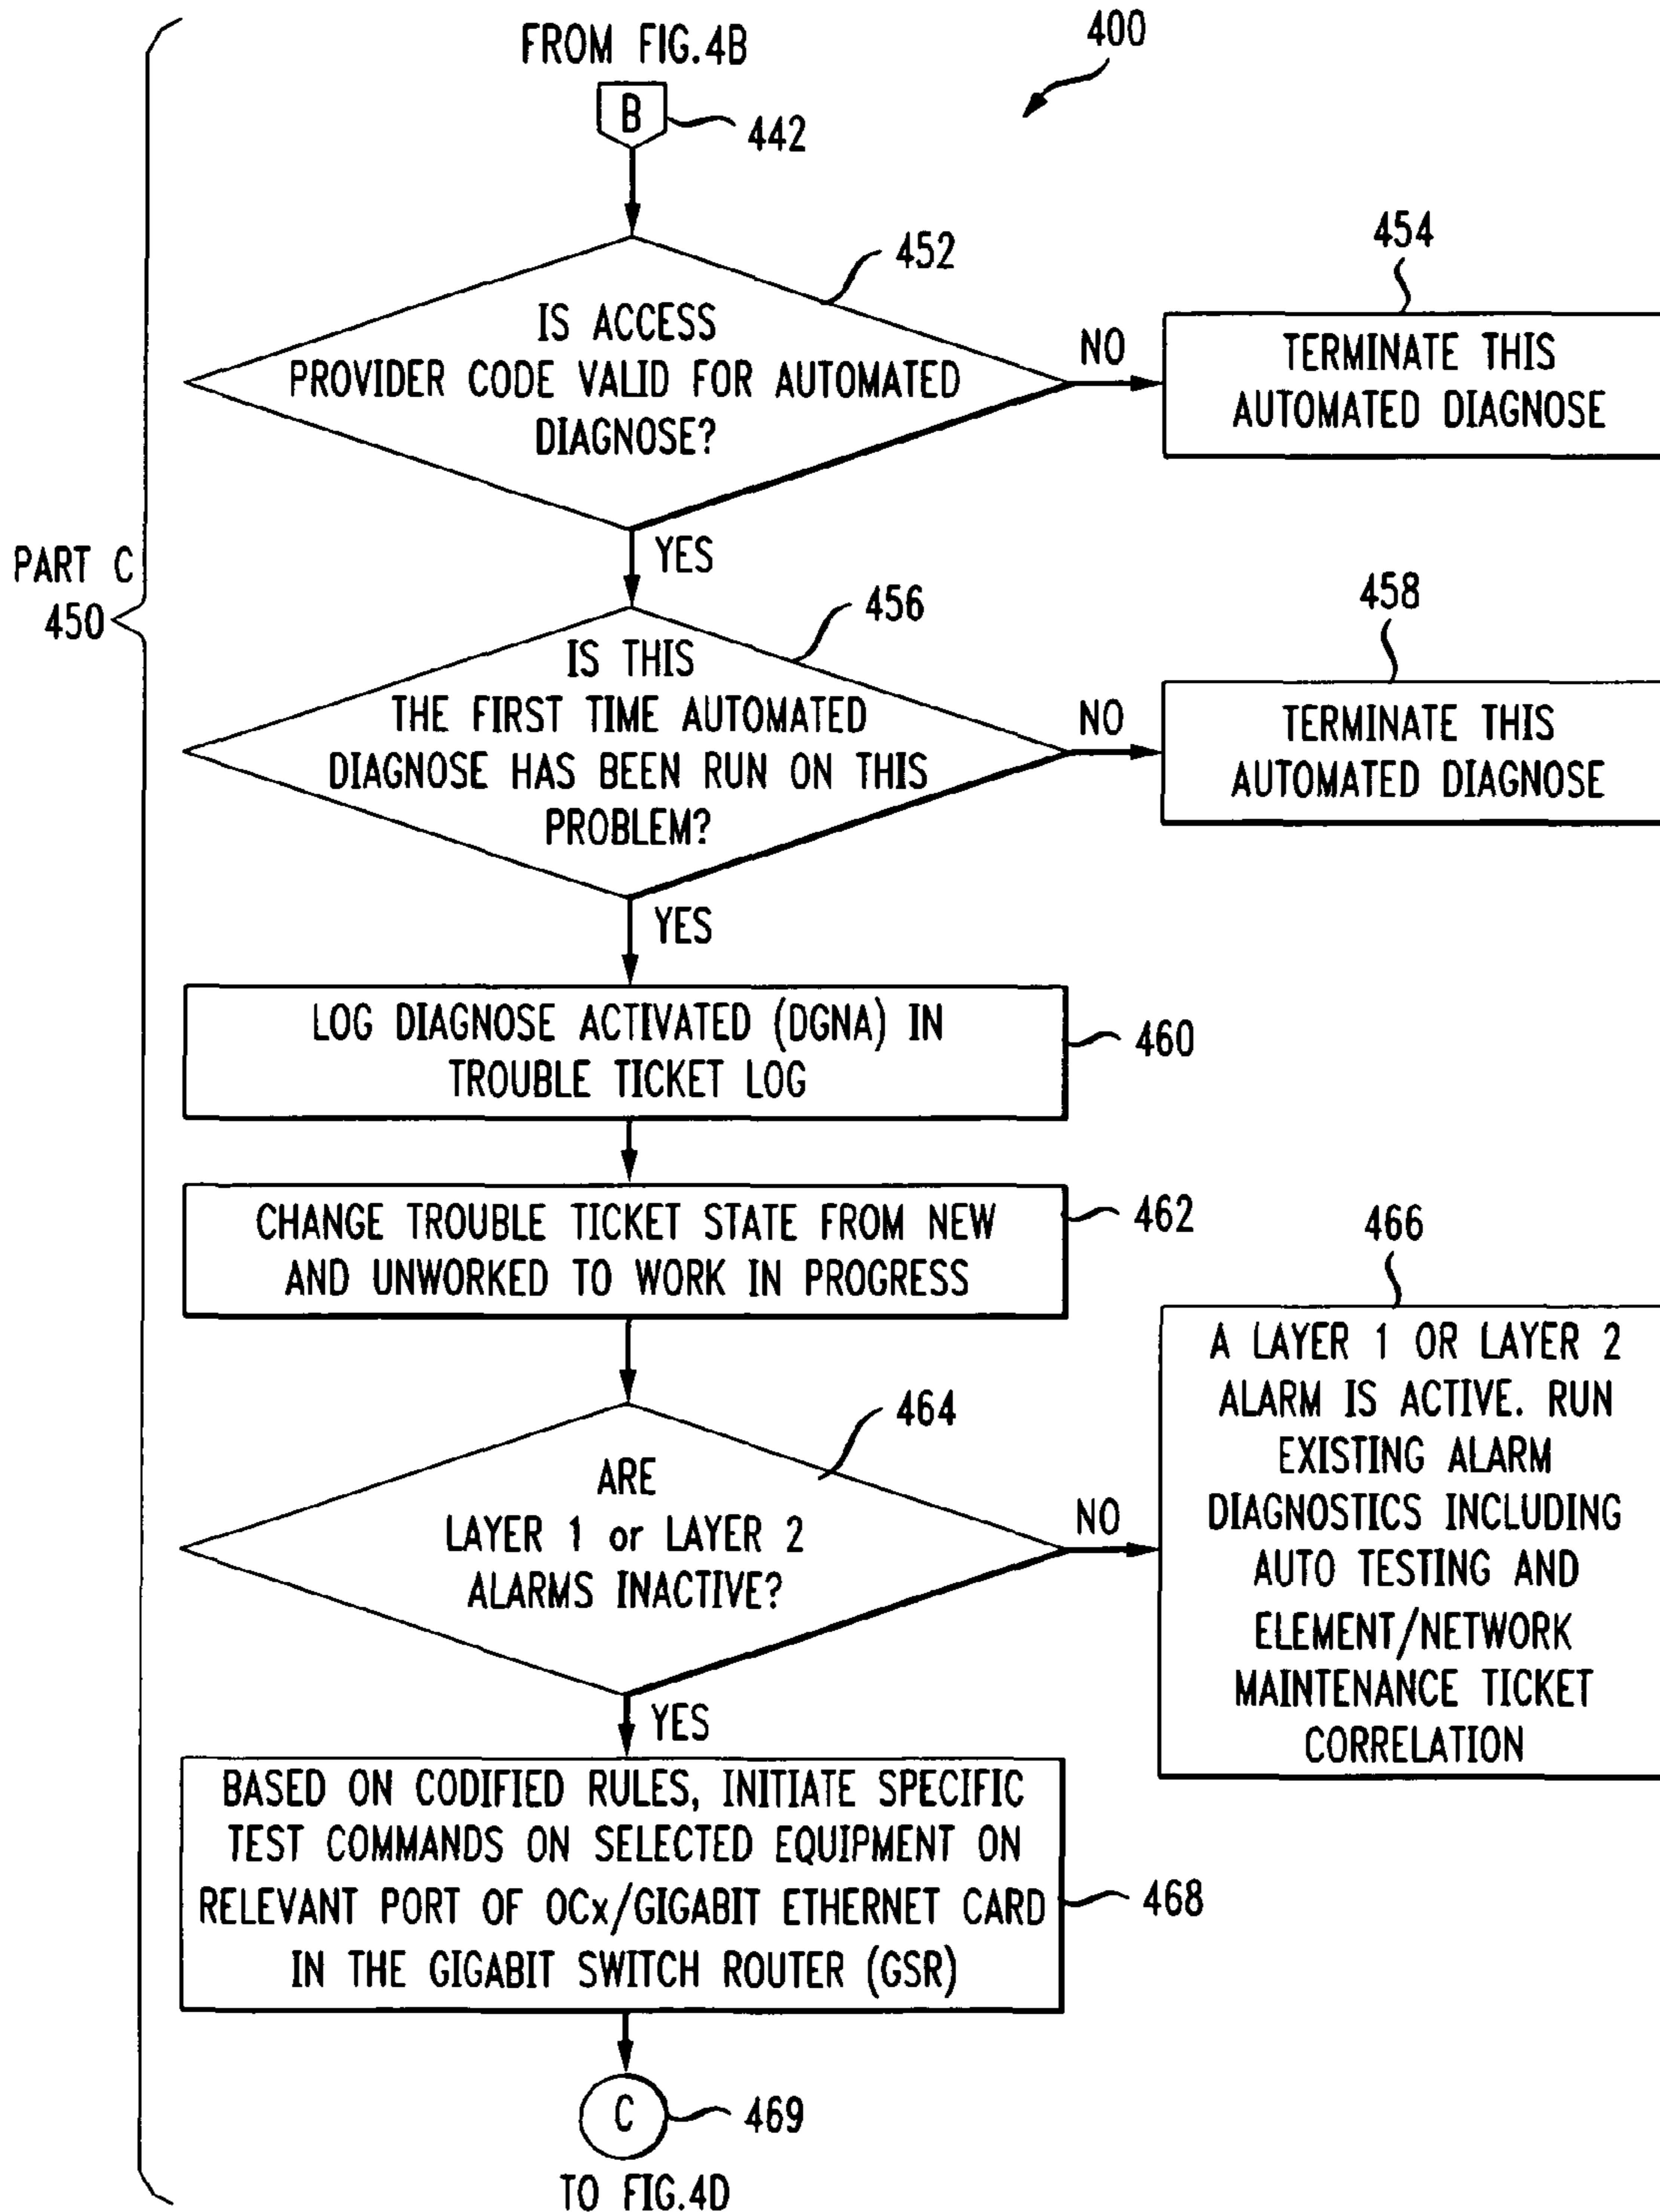 FROM FIG.4B
400
B
442
452
454
IS ACCESS
PROVIDER CODE VALID FOR AUTOMATED
DIAGNOSE?
NO
TERMINATE THIS
AUTOMATED DIAGNOSE
YES
PART C
450
456
458
IS THIS
THE FIRST TIME AUTOMATED
DIAGNOSE HAS BEEN RUN ON THIS
PROBLEM?
NO
TERMINATE THIS
AUTOMATED DIAGNOSE
YES
LOG DIAGNOSE ACTIVATED (DGNA) IN
TROUBLE TICKET LOG
460
CHANGE TROUBLE TICKET STATE FROM NEW
AND UNWORKED TO WORK IN PROGRESS
462
464
ARE
LAYER 1 or LAYER 2
ALARMS INACTIVE?
NO
466
A LAYER 1 OR LAYER 2
ALARM IS ACTIVE. RUN
EXISTING ALARM
DIAGNOSTICS INCLUDING
AUTO TESTING AND
ELEMENT/NETWORK
MAINTENANCE TICKET
CORRELATION
YES
BASED ON CODIFIED RULES, INITIATE SPECIFIC
TEST COMMANDS ON SELECTED EQUIPMENT ON
RELEVANT PORT OF OCx/GIGABIT ETHERNET CARD
IN THE GIGABIT SWITCH ROUTER (GSR)
468
C
469
TO FIG.4D